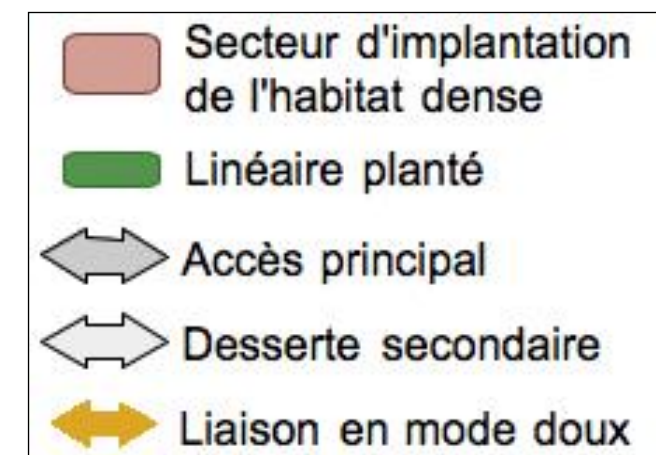 Secteur d'implantation
de l'habitat dense
Linéaire planté
Accès principal
Desserte secondaire
Liaison en mode doux